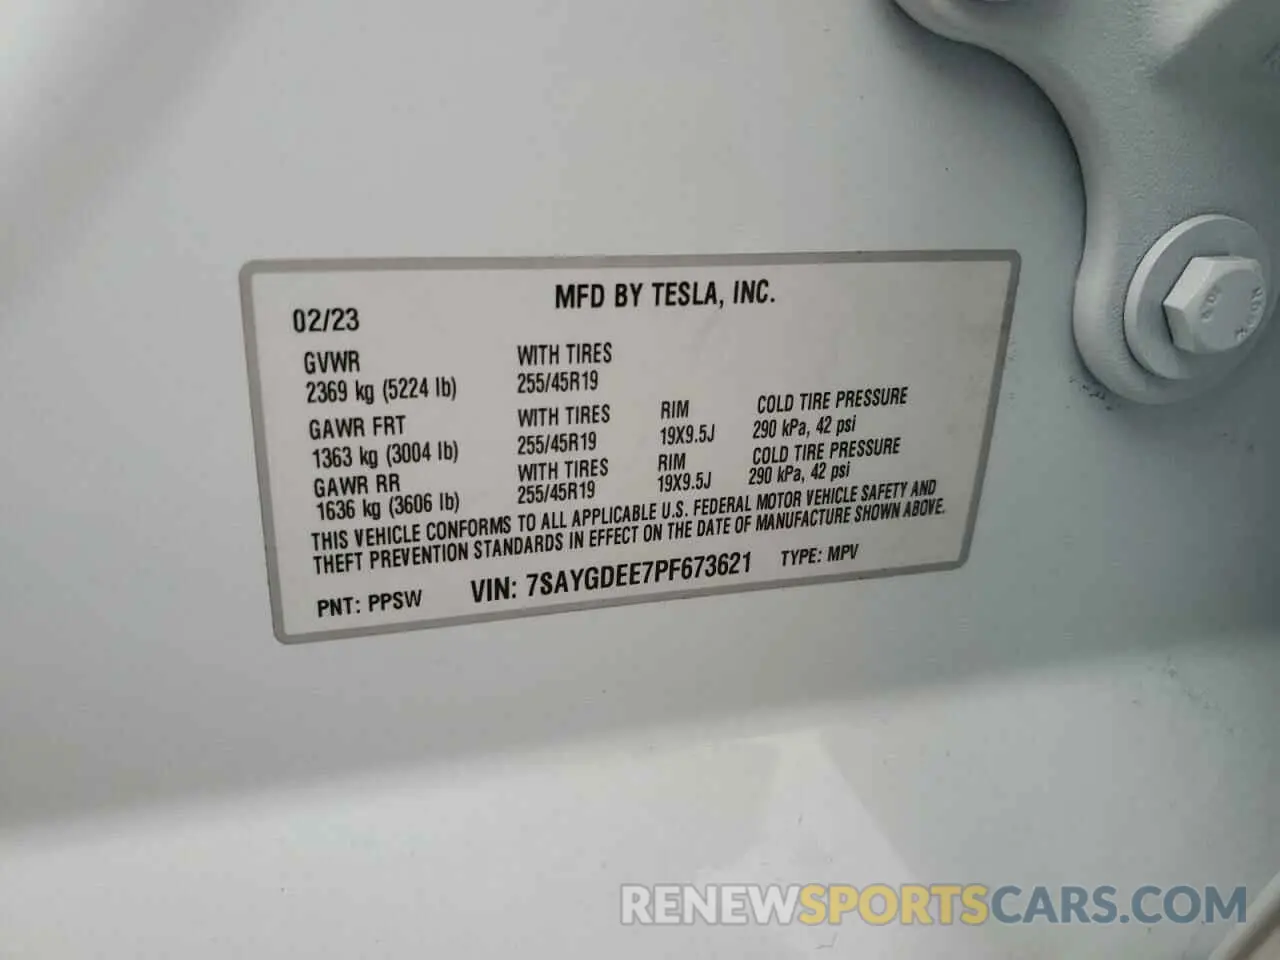 MFD BY TESLA, INC.
02/23
GVWR WITH TIRES
2369 kg (5224 lb) 255/45R19
GAWR FRT WITH TIRES RIM COLD TIRE PRESSURE
1363 kg (3004 lb) 255/45R19 19X9.5J 290 kPa, 42 psi
GAWR RR WITH TIRES RIM COLD TIRE PRESSURE
1636 kg (3606 lb) 255/45R19 19X9.5J 290 kPa, 42 psi
THIS VEHICLE CONFORMS TO ALL APPLICABLE U.S. FEDERAL MOTOR VEHICLE SAFETY AND
THEFT PREVENTION STANDARDS IN EFFECT ON THE DATE OF MANUFACTURE SHOWN ABOVE.
PNT: PPSW VIN: 7SAYGDEE7PF673621 TYPE: MPV
RENEWSPORTSCARS.COM